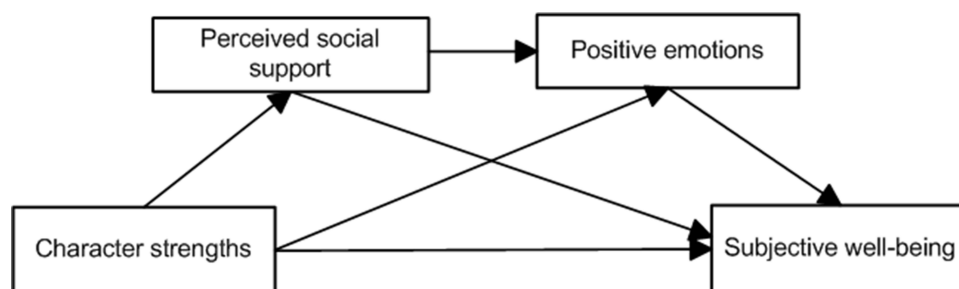 Perceived social
support
Positive emotions
Character strengths
Subjective well-being